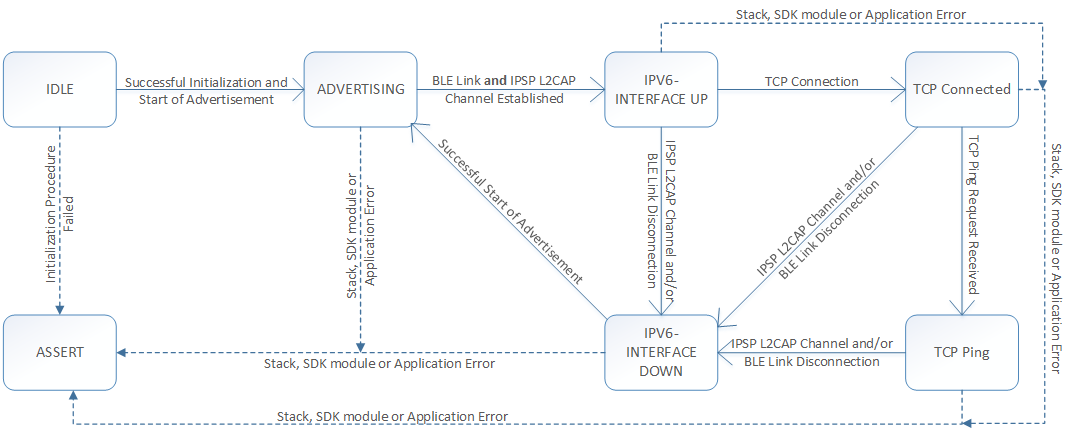 Stack, SDK module or Application Error
IDLE
Successful Initialization and
Start of Advertisement
ADVERTISING
BLE Link and IPSP L2CAP
Channel Established
IPV6-
INTERFACE UP
TCP Connection
TCP Connected
Initialization Procedure
Failed
Stack, SDK module or
Application Error
Successful Start of Advertisement
IPSP L2CAP Channel and/or
BLE Link Disconnection
IPSP L2CAP Channel and/or
BLE Link Disconnection
TCP Ping Request Received
Stack, SDK module or Application Error
ASSERT
Stack, SDK module or Application Error
IPV6-
INTERFACE
DOWN
IPSP L2CAP Channel and/or
BLE Link Disconnection
TCP Ping
Stack, SDK module or Application Error